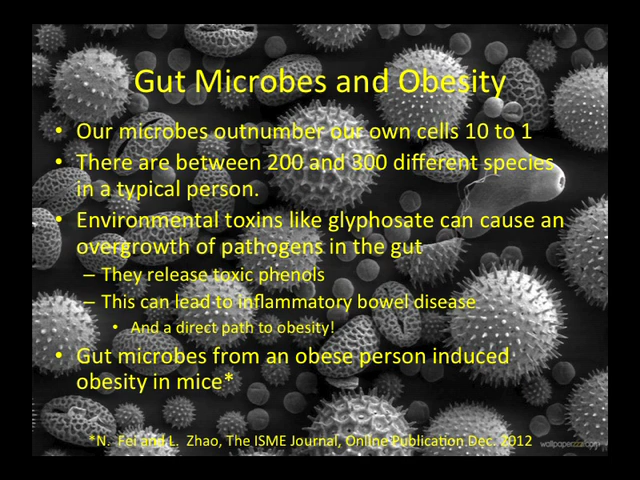 Gut Microbes and Obesity
• Our microbes outnumber our own cells 10 to 1
• There are between 200 and 300 different species
in a typical person.
• Environmental toxins like glyphosate can cause an
overgrowth of pathogens in the gut
– They release toxic phenols
– This can lead to inflammatory bowel disease
• And a direct path to obesity!
• Gut microbes from an obese person induced
obesity in mice*
*N. Fei and L. Zhao, The ISME Journal, Online Publication Dec. 2012